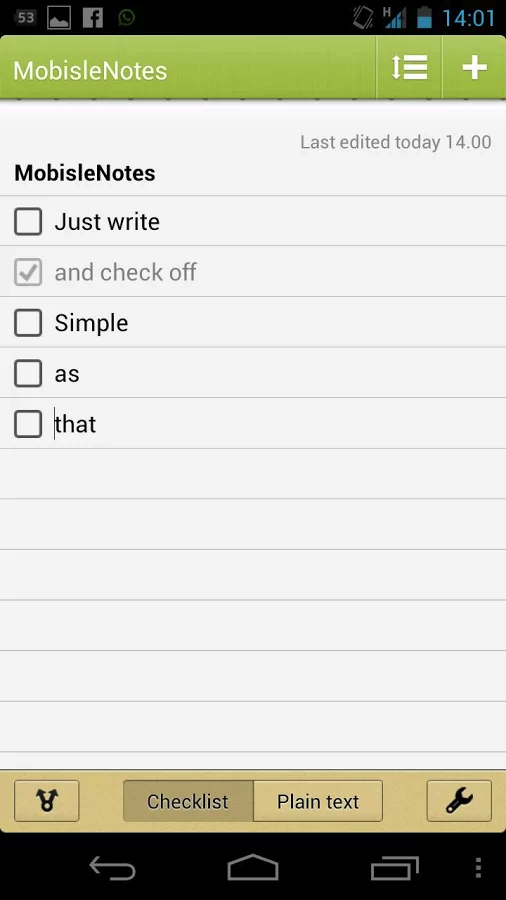 53 H 14:01
MobisleNotes
Last edited today 14.00
MobisleNotes
Just write
and check off
Simple
as
that
Checklist Plain text